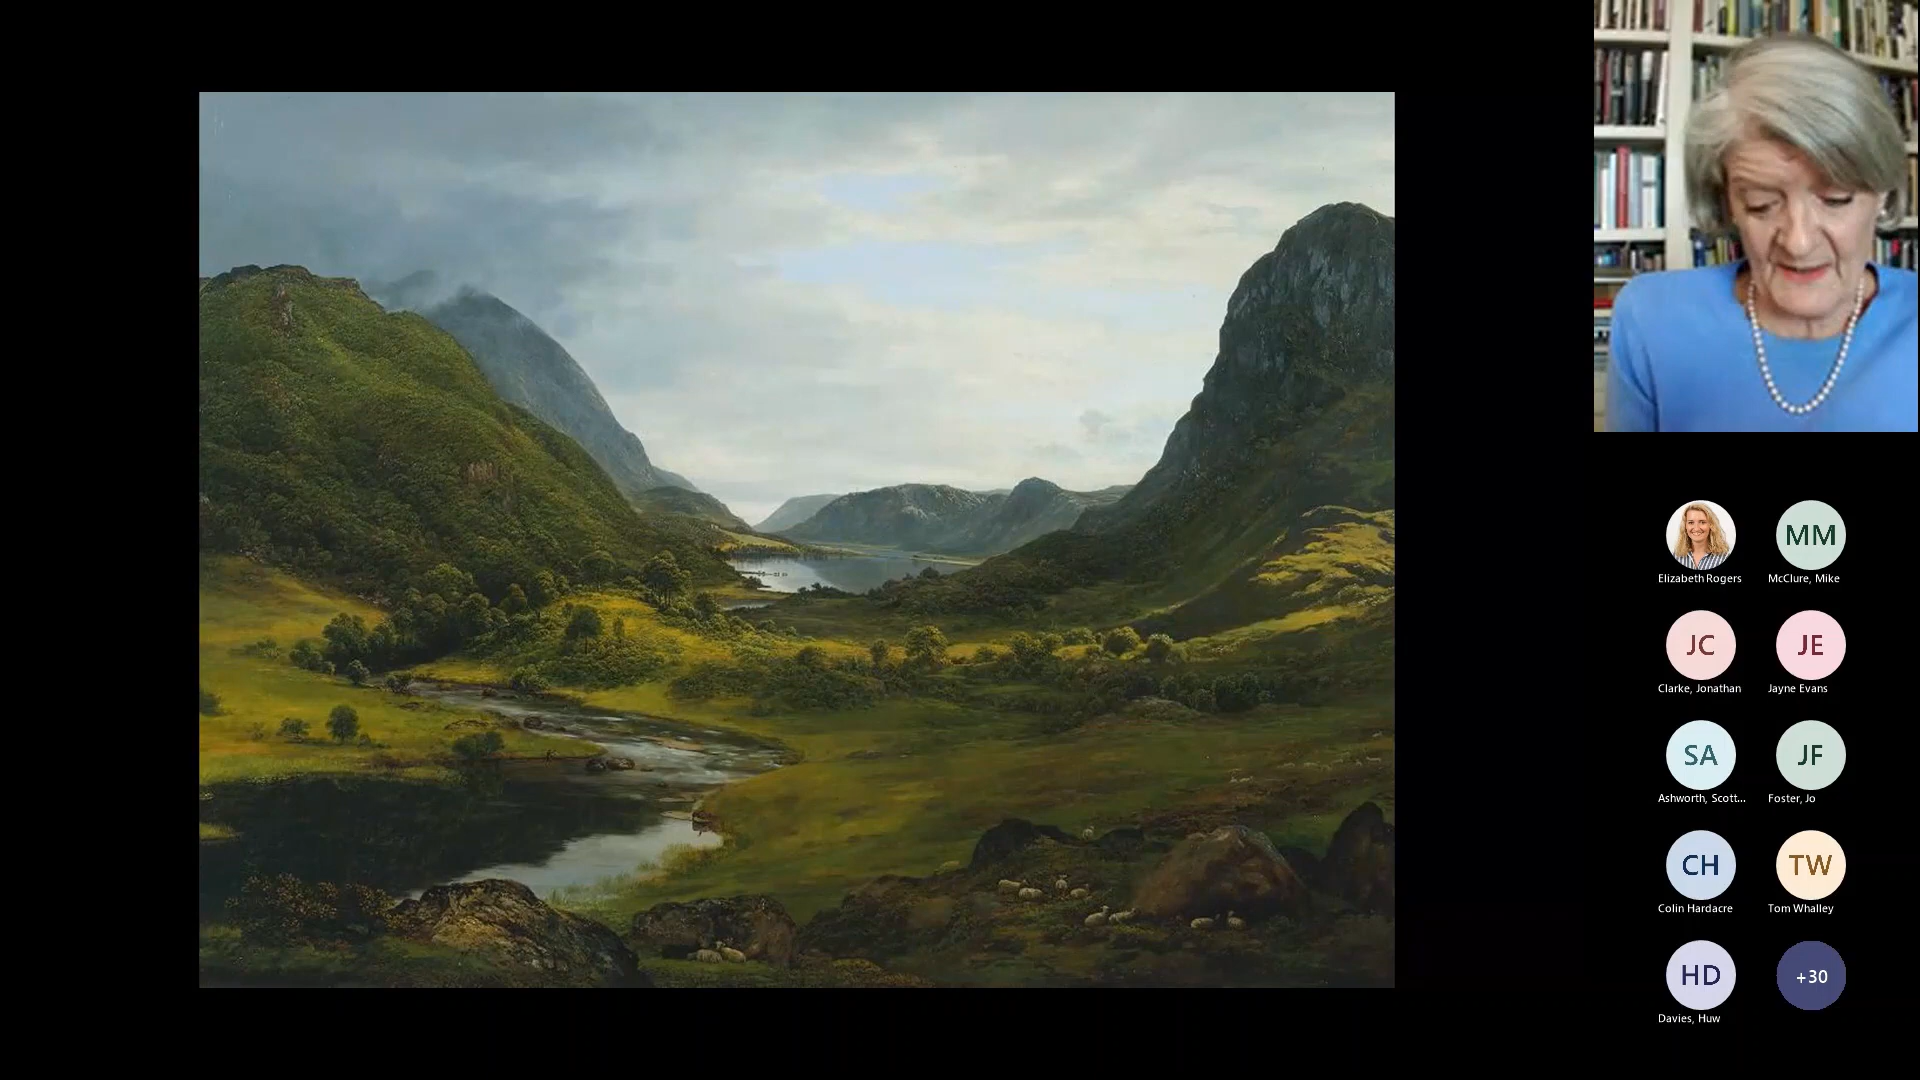 Elizabeth Rogers
MM
McClure, Mike
JC
Clarke, Jonathan
JE
Jayne Evans
SA
Ashworth, Scott...
JF
Foster, Jo
CH
Colin Hardacre
TW
Tom Whalley
HD
Davies, Huw
+30